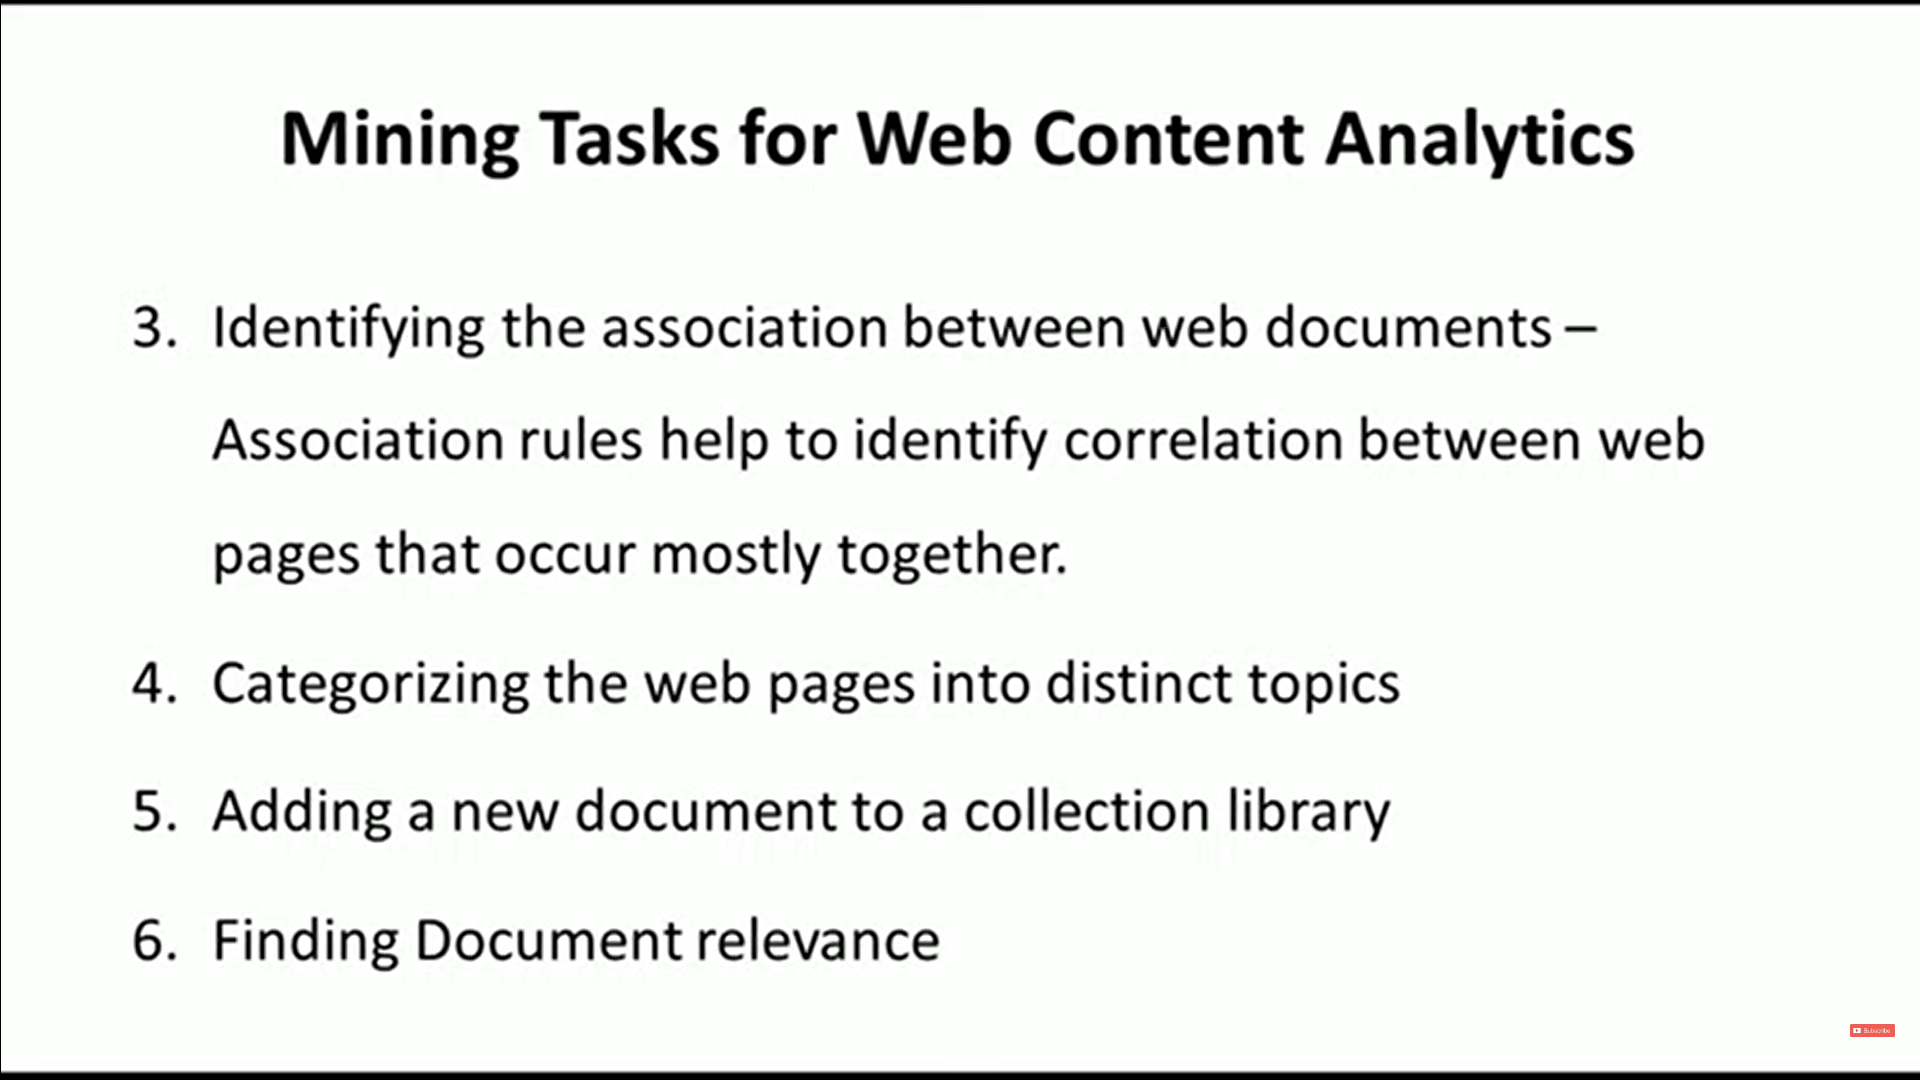 Mining Tasks for Web Content Analytics
3. Identifying the association between web documents –
Association rules help to identify correlation between web
pages that occur mostly together.
4. Categorizing the web pages into distinct topics
5. Adding a new document to a collection library
6. Finding Document relevance
Subscribe